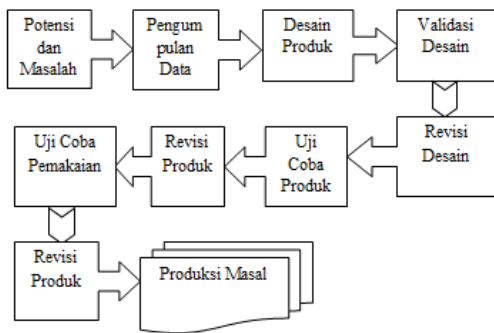 Potensi
dan
Masalah
Pengum
pulan
Data
Desain
Produk
Validasi
Desain
Revisi
Desain
Uji
Coba
Produk
Revisi
Produk
Uji Coba
Pemakaian
Revisi
Produk
Produksi Masal